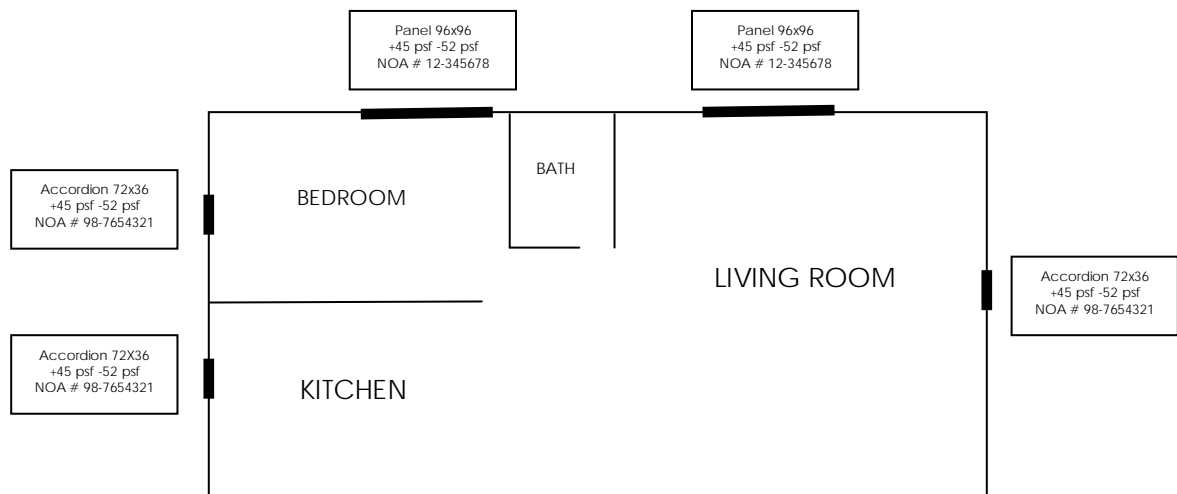 Panel 96x96
+45 psf -52 psf
NOA # 12-345678
Panel 96x96
+45 psf -52 psf
NOA # 12-345678
BATH
Accordion 72x36
+45 psf -52 psf
NOA # 98-7654321
BEDROOM
LIVING ROOM
Accordion 72x36
+45 psf -52 psf
NOA # 98-7654321
Accordion 72X36
+45 psf -52 psf
NOA # 98-7654321
KITCHEN